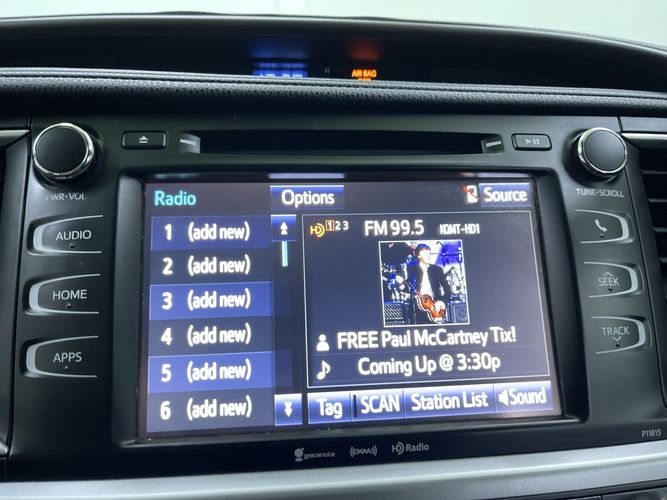 AIR BAG
PWR•VOL
TUNE•SCROLL
AUDIO
HOME
APPS
SEEK
TRACK
Radio
Options
Source
1 (add new)
2 (add new)
3 (add new)
4 (add new)
5 (add new)
6 (add new)
HD 1 2 3 FM 99.5 KQMT-HD1
FREE Paul McCartney Tix!
Coming Up @ 3:30p
Tag SCAN Station List Sound
gracenote ((XM)) HD Radio
P11815